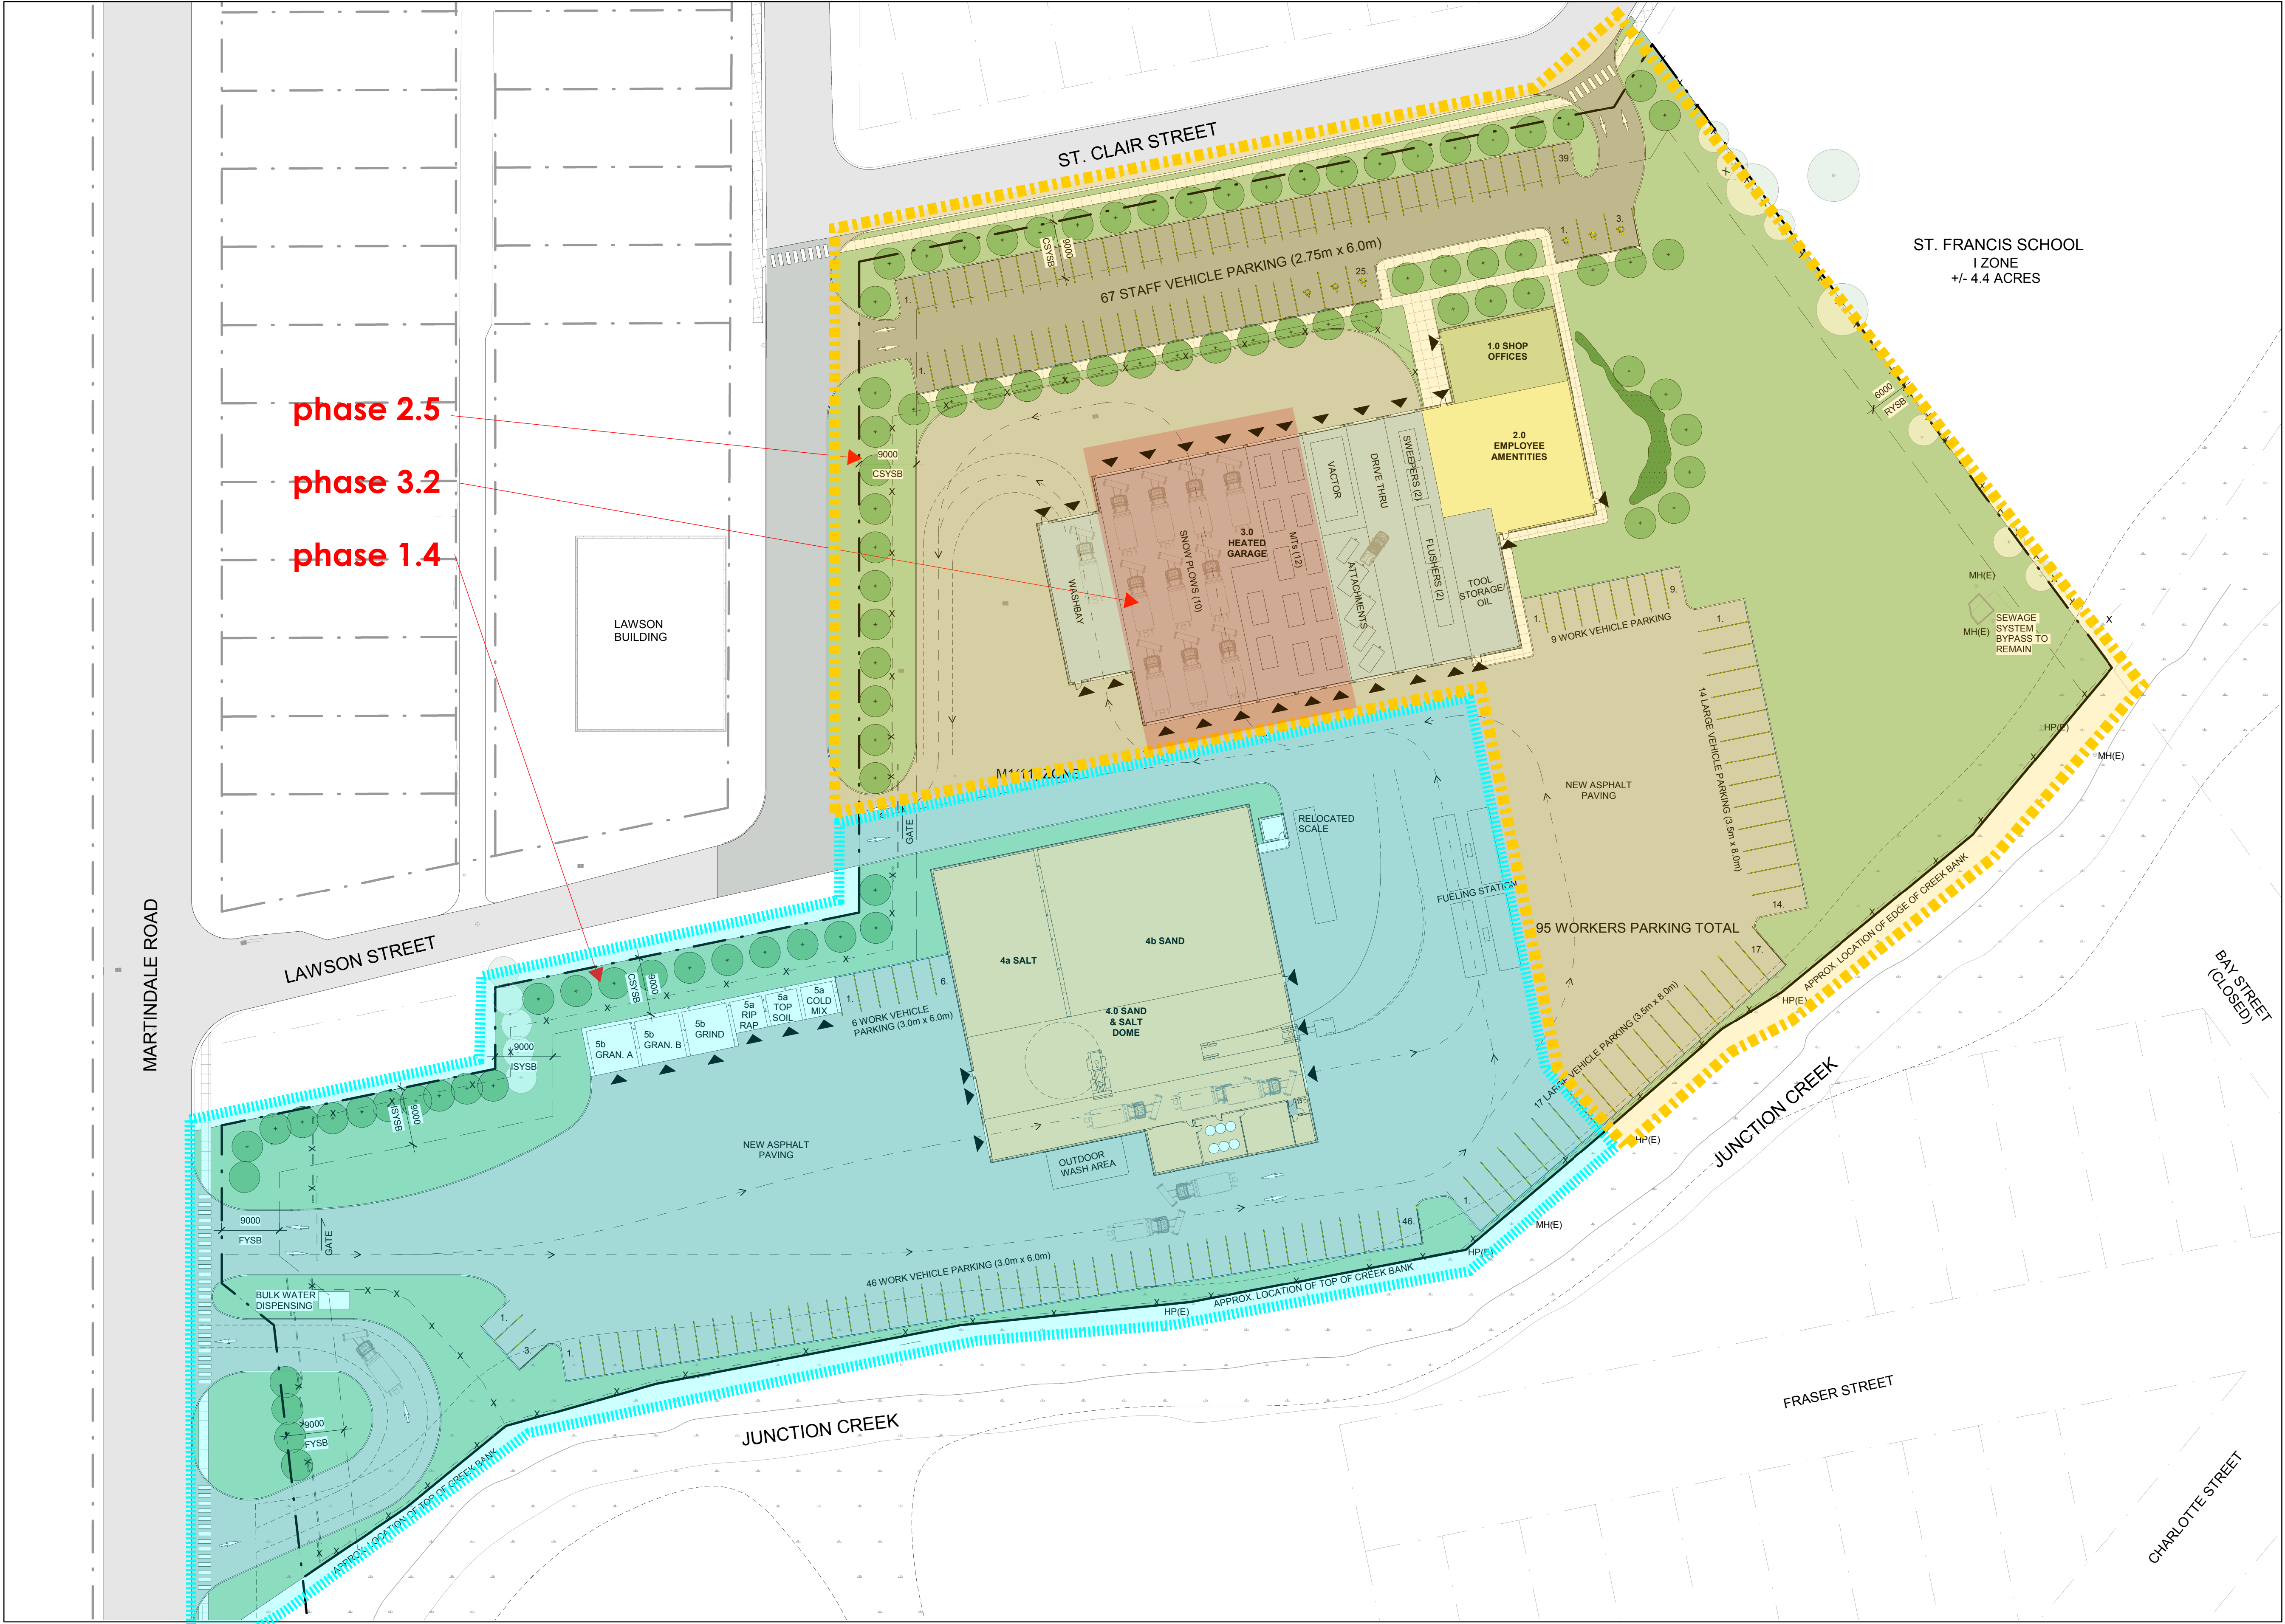 ST. CLAIR STREET
39.
3.
1.
CSYSB
9000
67 STAFF VEHICLE PARKING (2.75m x 6.0m)
25.
1.
1.
ST. FRANCIS SCHOOL
I ZONE
+/- 4.4 ACRES
1.0 SHOP
OFFICES
6000
RYSB
phase 2.5
phase 3.2
phase 1.4
9000
CSYSB
2.0
EMPLOYEE
AMENTITIES
SWEEPERS (2)
DRIVE THRU
VACTOR
3.0
HEATED
GARAGE
MTs (12)
SNOW PLOWS (10)
WASHBAY
ATTACHMENTS
FLUSHERS (2)
TOOL
STORAGE/
OIL
LAWSON
BUILDING
9.
1.
9 WORK VEHICLE PARKING
1.
14 LARGE VEHICLE PARKING (3.5m x 8.0m)
14.
MH(E)
MH(E)
SEWAGE
SYSTEM
BYPASS TO
REMAIN
HP(E)
MH(E)
M1(11) ZONE
NEW ASPHALT
PAVING
GATE
RELOCATED
SCALE
FUELING STATION
95 WORKERS PARKING TOTAL
17.
APPROX. LOCATION OF EDGE OF CREEK BANK
HP(E)
17 LARGE VEHICLE PARKING (3.5m x 8.0m)
BAY STREET
(CLOSED)
MARTINDALE ROAD
LAWSON STREET
4a SALT
4b SAND
4.0 SAND
& SALT
DOME
CSYSB
9000
6.
1.
6 WORK VEHICLE
PARKING (3.0m x 6.0m)
5b
GRAN. A
5b
GRAN. B
5b
GRIND
5a
RIP
RAP
5a
TOP
SOIL
5a
COLD
MIX
9000
ISYSB
ISYSB
9000
NEW ASPHALT
PAVING
OUTDOOR
WASH AREA
HP(E)
JUNCTION CREEK
1.
46.
MH(E)
HP(E)
9000
FYSB
GATE
46 WORK VEHICLE PARKING (3.0m x 6.0m)
APPROX. LOCATION OF TOP OF CREEK BANK
HP(E)
BULK WATER
DISPENSING
1.
3.
1.
9000
FYSB
APPROX. LOCATION OF TOP OF CREEK BANK
JUNCTION CREEK
FRASER STREET
CHARLOTTE STREET